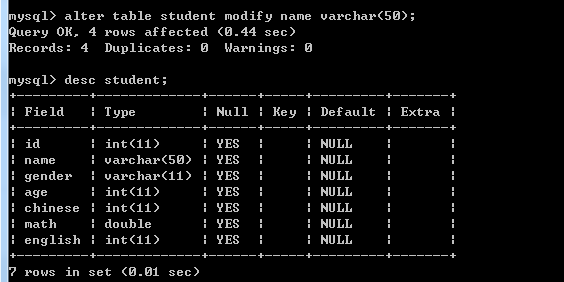 mysql> alter table student modify name varchar(50);
Query OK, 4 rows affected (0.44 sec)
Records: 4  Duplicates: 0  Warnings: 0
mysql> desc student;
+---------+-------------+------+-----+---------+-------+
| Field   | Type        | Null | Key | Default | Extra |
+---------+-------------+------+-----+---------+-------+
| id      | int(11)     | YES  |     | NULL    |       |
| name    | varchar(50) | YES  |     | NULL    |       |
| gender  | varchar(11) | YES  |     | NULL    |       |
| age     | int(11)     | YES  |     | NULL    |       |
| chinese | int(11)     | YES  |     | NULL    |       |
| math    | double      | YES  |     | NULL    |       |
| english | int(11)     | YES  |     | NULL    |       |
+---------+-------------+------+-----+---------+-------+
7 rows in set (0.01 sec)